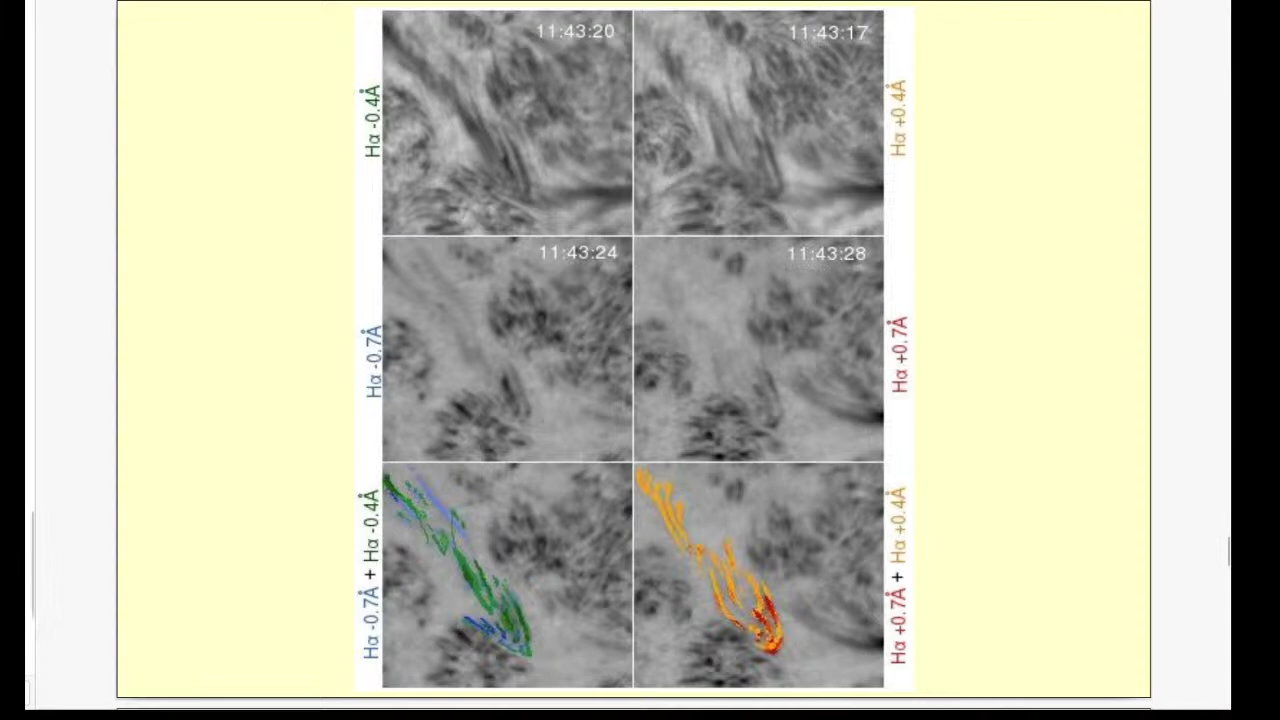 11:43:20
11:43:17
Hα -0.4Å
Hα +0.4Å
11:43:24
11:43:28
Hα -0.7Å
Hα +0.7Å
Hα -0.7Å + Hα -0.4Å
Hα +0.7Å + Hα +0.4Å